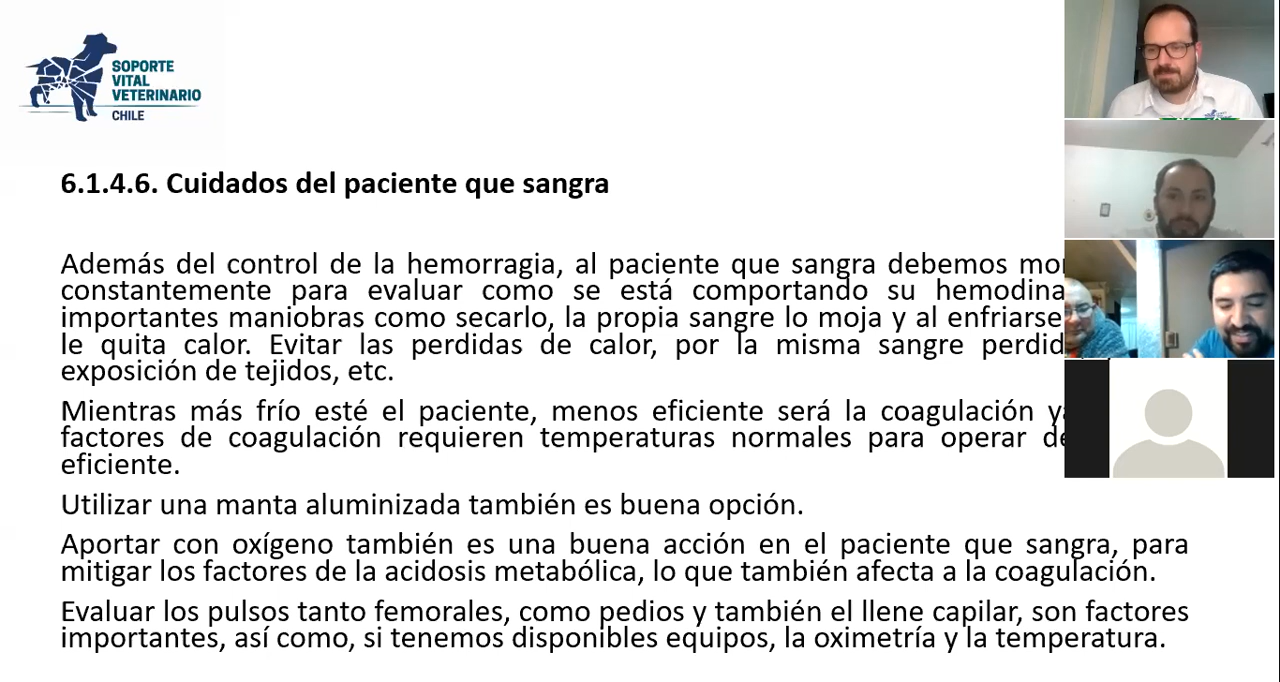 SOPORTE
VITAL
VETERINARIO
CHILE
6.1.4.6. Cuidados del paciente que sangra
Además del control de la hemorragia, al paciente que sangra debemos
constantemente para evaluar como se está comportando su
importantes maniobras como secarlo, la propia sangre lo moja y al enfriarse
le quita calor. Evitar las perdidas de calor, por la misma sangre
exposición de tejidos, etc.
Mientras más frío esté el paciente, menos eficiente será la coagulación
factores de coagulación requieren temperaturas normales para operar
eficiente.
Utilizar una manta aluminizada también es buena opción.
Aportar con oxígeno también es una buena acción en el paciente que sangra, para
mitigar los factores de la acidosis metabólica, lo que también afecta a la coagulación.
Evaluar los pulsos tanto femorales, como pedios y también el llene capilar, son factores
importantes, así como, si tenemos disponibles equipos, la oximetría y la temperatura.